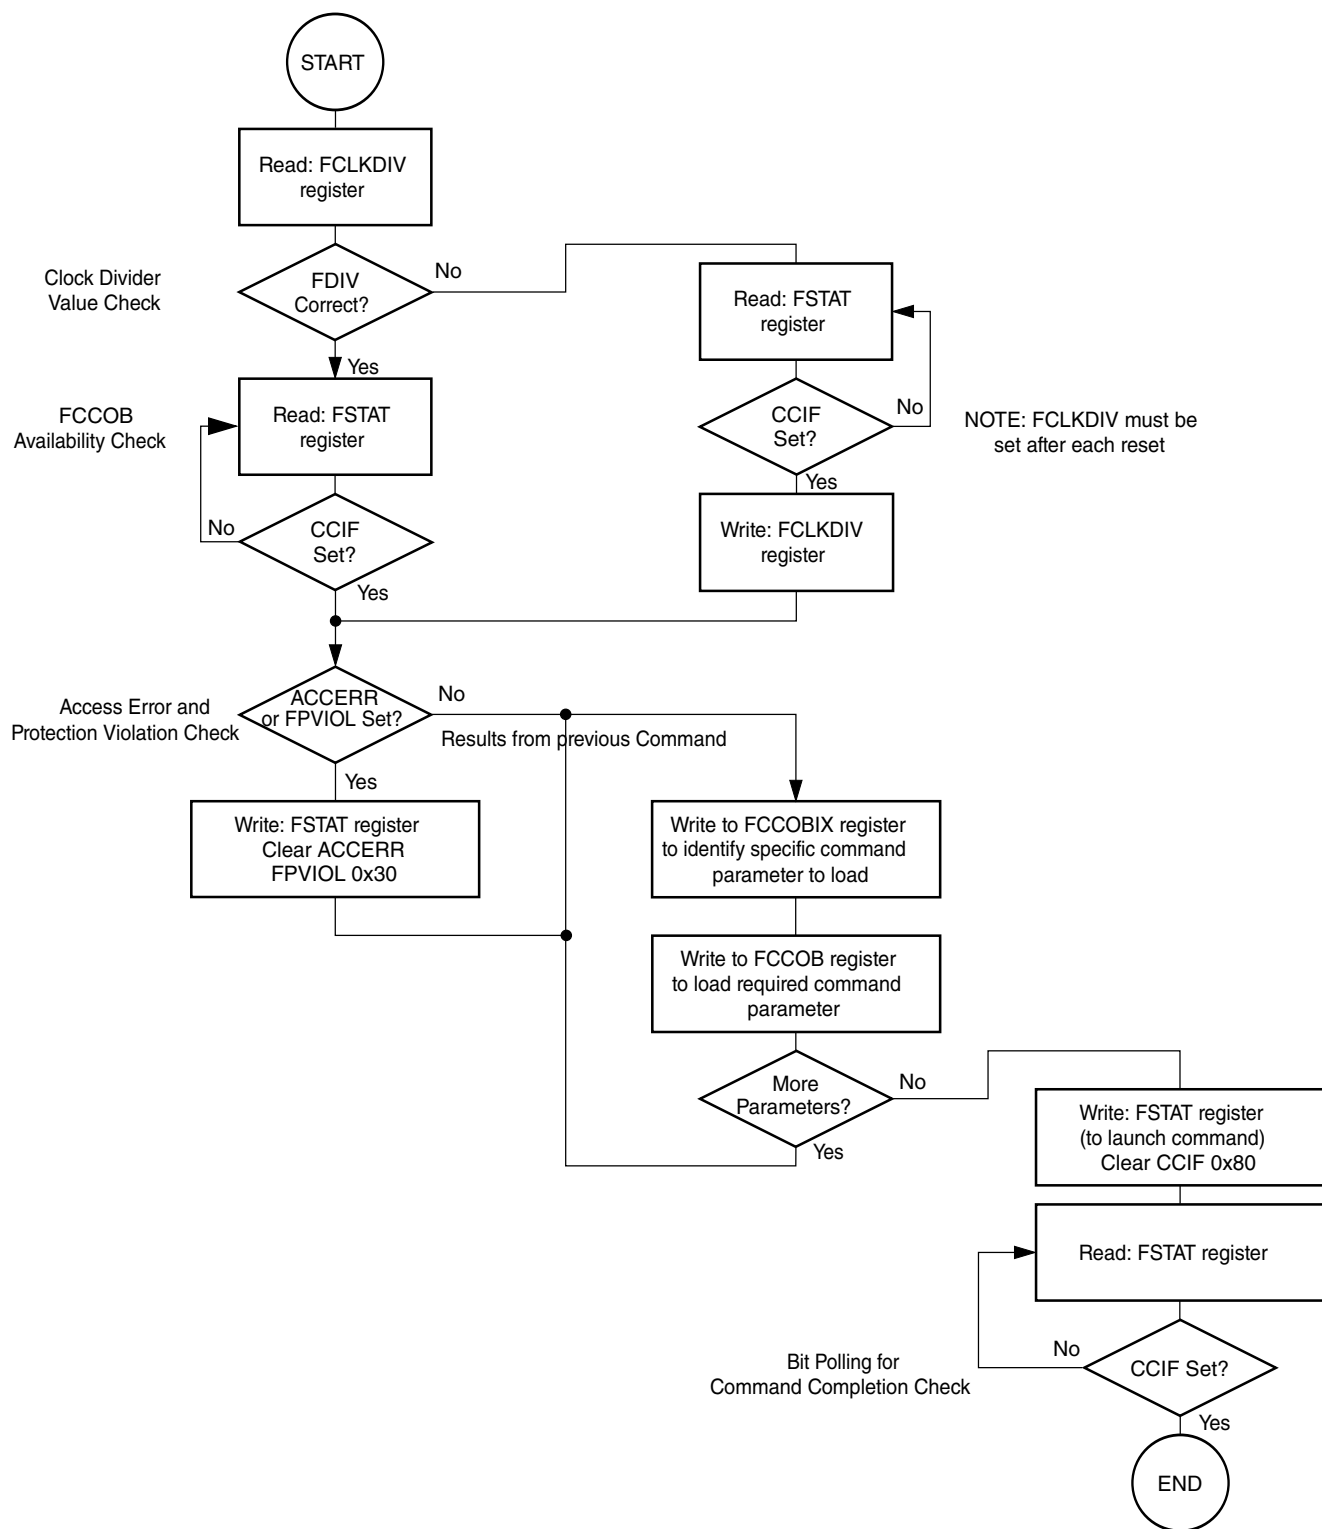 START
Read: FCLKDIV
register
Clock Divider
Value Check
FDIV
Correct?
No
Yes
Read: FSTAT
register
CCIF
Set?
No
NOTE: FCLKDIV must be
set after each reset
Yes
Write: FCLKDIV
register
FCCOB
Availability Check
Read: FSTAT
register
No
CCIF
Set?
Yes
Access Error and
Protection Violation Check
ACCERR
or FPVIOL Set?
No
Results from previous Command
Yes
Write: FSTAT register
Clear ACCERR
FPVIOL 0x30
Write to FCCOBIX register
to identify specific command
parameter to load
Write to FCCOB register
to load required command
parameter
More
Parameters?
No
Yes
Write: FSTAT register
(to launch command)
Clear CCIF 0x80
Read: FSTAT register
Bit Polling for
Command Completion Check
No
CCIF Set?
Yes
END